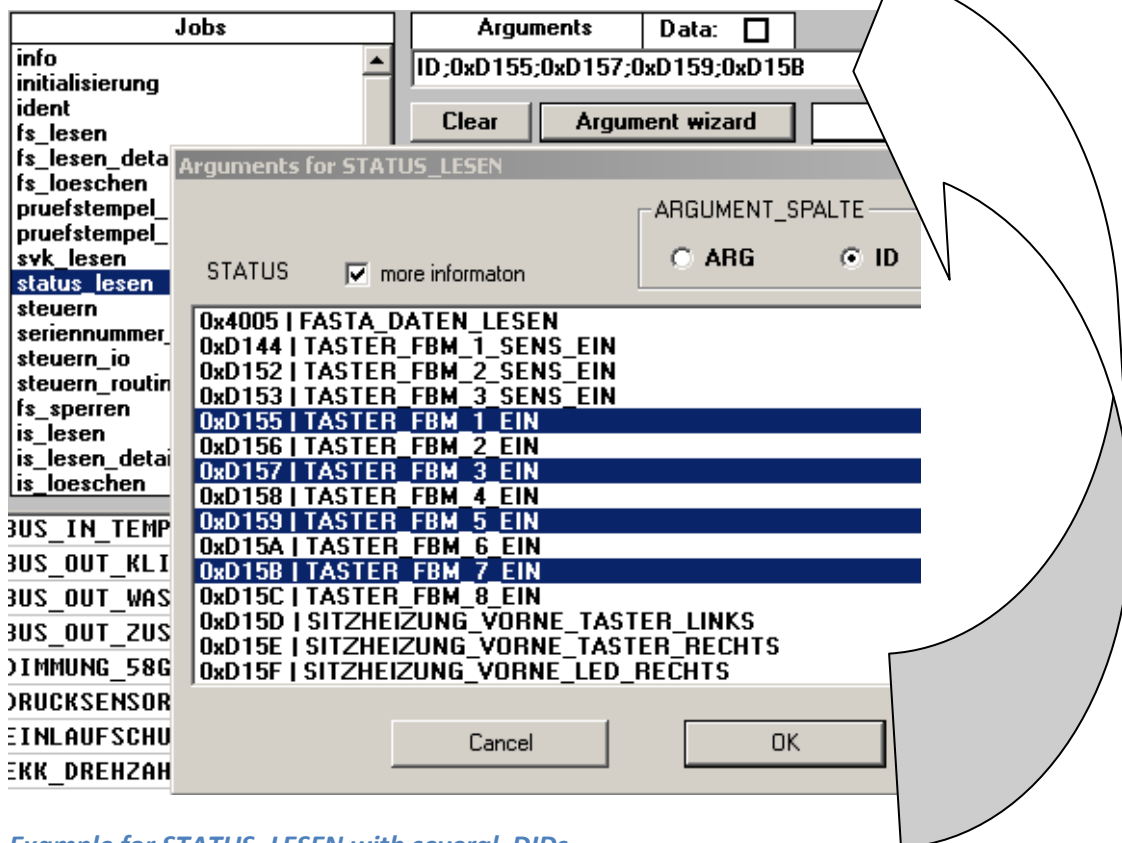 Jobs
info
initialisierung
ident
fs_lesen
fs_lesen_deta
fs_loeschen
pruefstempel_
pruefstempel_
svk_lesen
status_lesen
steuern
seriennummer_
steuern_io
steuern_routin
fs_sperren
is_lesen
is_lesen_detai
is_loeschen
Arguments Data:
ID;0xD155;0xD157;0xD159;0xD15B
Clear Argument wizard
Arguments for STATUS_LESEN
ARGUMENT_SPALTE
ARG ID
STATUS more informaton
0x4005 | FASTA_DATEN_LESEN
0xD144 | TASTER_FBM_1_SENS_EIN
0xD152 | TASTER_FBM_2_SENS_EIN
0xD153 | TASTER_FBM_3_SENS_EIN
0xD155 | TASTER_FBM_1_EIN
0xD156 | TASTER_FBM_2_EIN
0xD157 | TASTER_FBM_3_EIN
0xD158 | TASTER_FBM_4_EIN
0xD159 | TASTER_FBM_5_EIN
0xD15A | TASTER_FBM_6_EIN
0xD15B | TASTER_FBM_7_EIN
0xD15C | TASTER_FBM_8_EIN
0xD15D | SITZHEIZUNG_VORNE_TASTER_LINKS
0xD15E | SITZHEIZUNG_VORNE_TASTER_RECHTS
0xD15F | SITZHEIZUNG_VORNE_LED_RECHTS
Cancel OK
BUS_IN_TEMP
BUS_OUT_KLI
BUS_OUT_WAS
BUS_OUT_ZUS
DIMMUNG_58G
DRUCKSENSOR
EINLAUFSCHU
EKK_DREHZAH
Example for STATUS_LESEN with several DIDs